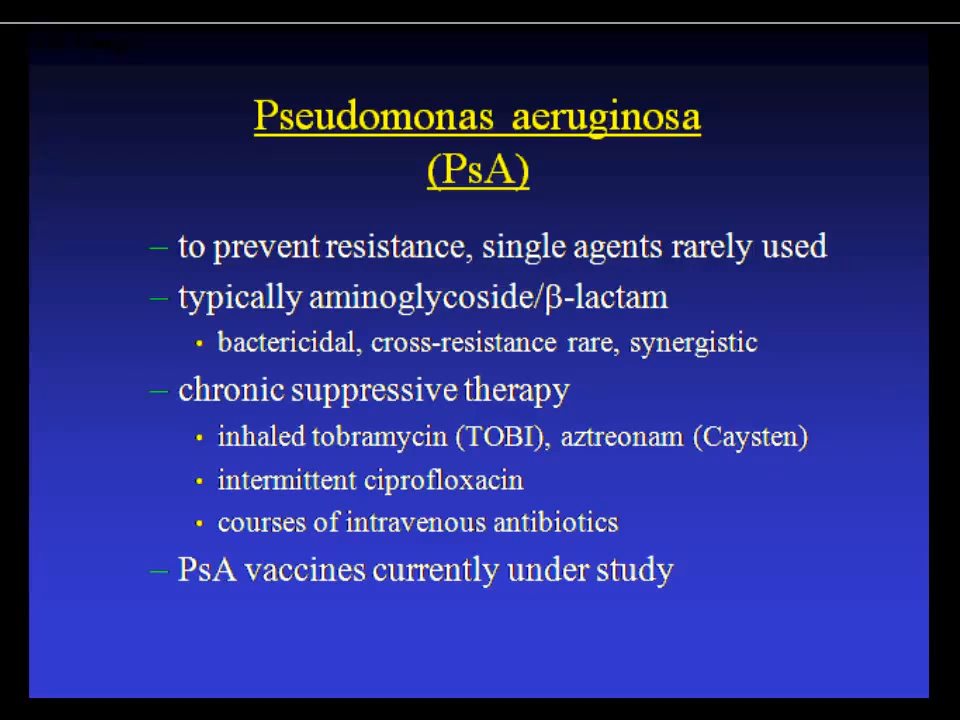 Pseudomonas aeruginosa
(PsA)
– to prevent resistance, single agents rarely used
– typically aminoglycoside/β-lactam
• bactericidal, cross-resistance rare, synergistic
– chronic suppressive therapy
• inhaled tobramycin (TOBI), aztreonam (Caysten)
• intermittent ciprofloxacin
• courses of intravenous antibiotics
– PsA vaccines currently under study